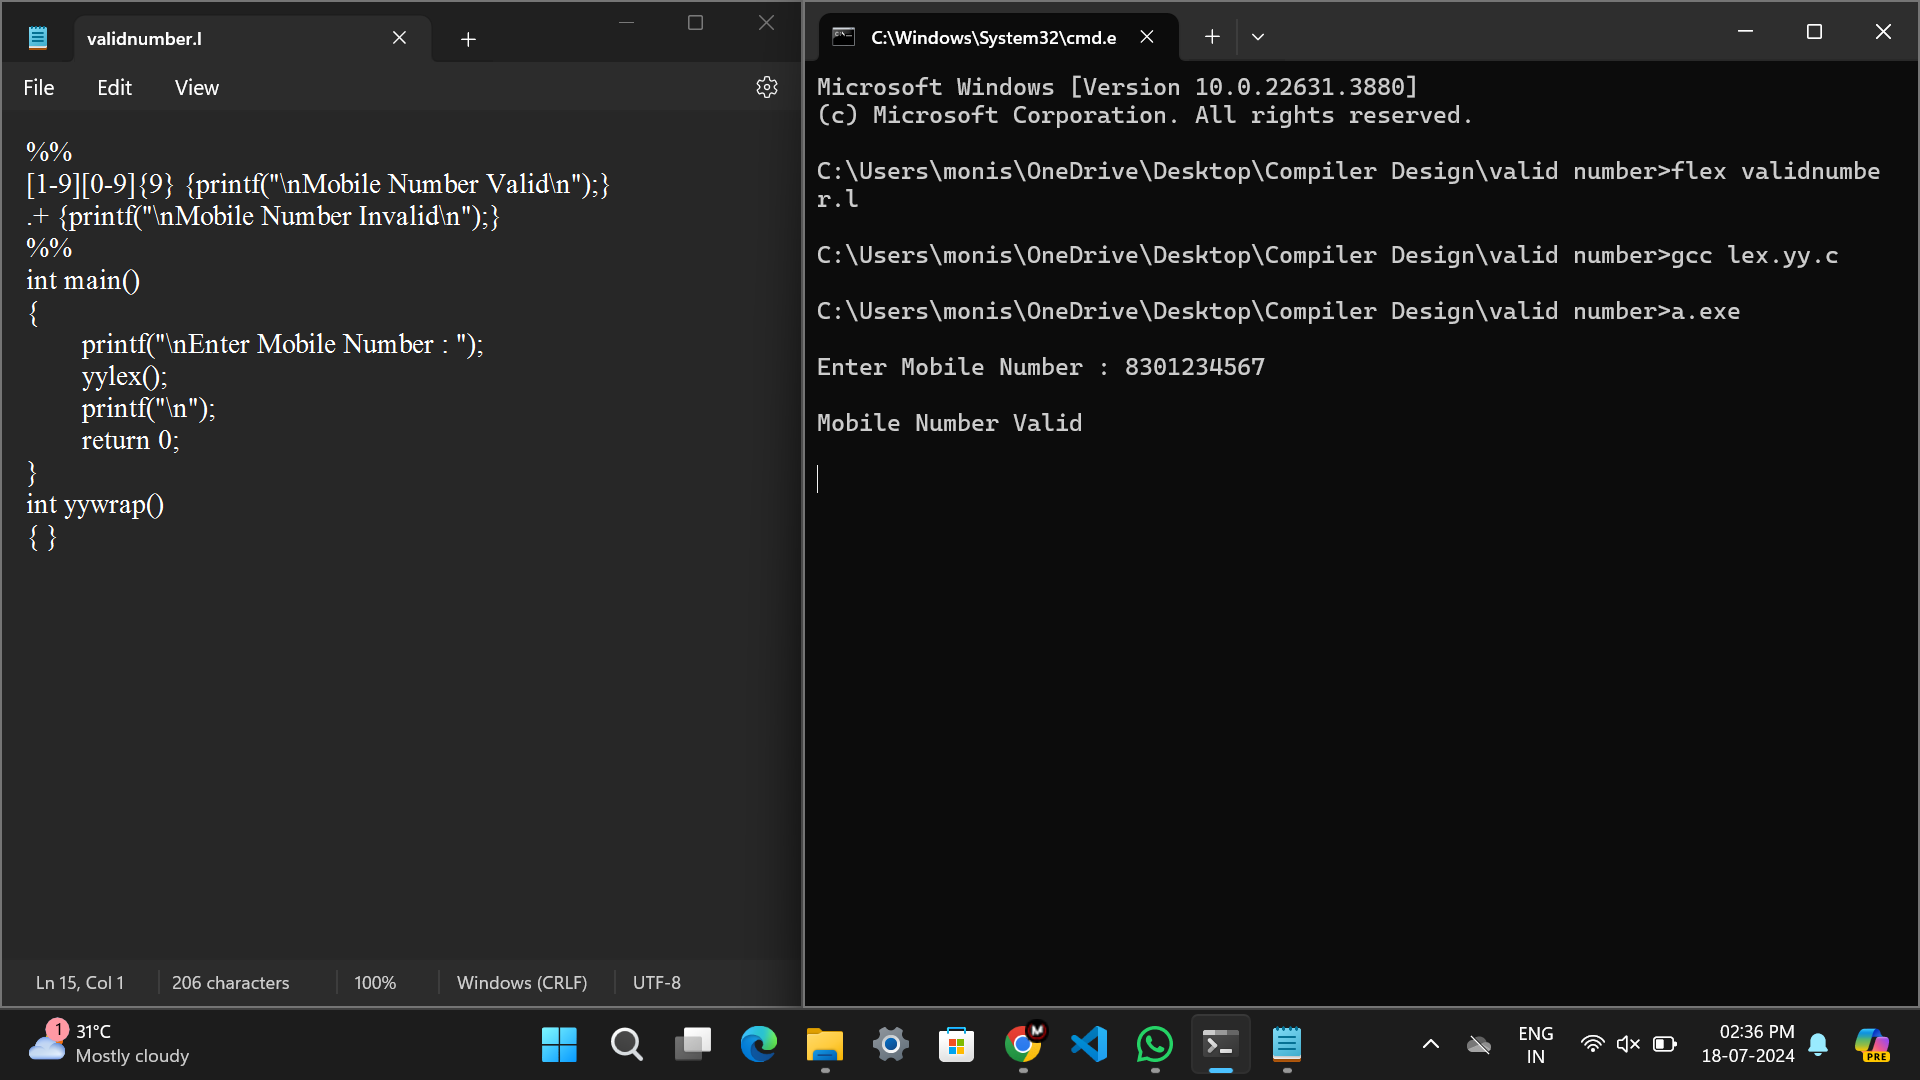 validnumber.l
File Edit View
%%
[1-9][0-9]{9} {printf("\nMobile Number Valid\n");}
.+ {printf("\nMobile Number Invalid\n");}
%%
int main()
{
printf("\nEnter Mobile Number : ");
yylex();
printf("\n");
return 0;
}
int yywrap()
{ }
Ln 15, Col 1 206 characters 100% Windows (CRLF) UTF-8
C:\Windows\System32\cmd.e
Microsoft Windows [Version 10.0.22631.3880]
(c) Microsoft Corporation. All rights reserved.
C:\Users\monis\OneDrive\Desktop\Compiler Design\valid number>flex validnumbe
r.l
C:\Users\monis\OneDrive\Desktop\Compiler Design\valid number>gcc lex.yy.c
C:\Users\monis\OneDrive\Desktop\Compiler Design\valid number>a.exe
Enter Mobile Number : 8301234567
Mobile Number Valid
1
31°C
Mostly cloudy
M
ENG
IN
02:36 PM
18-07-2024
PRE